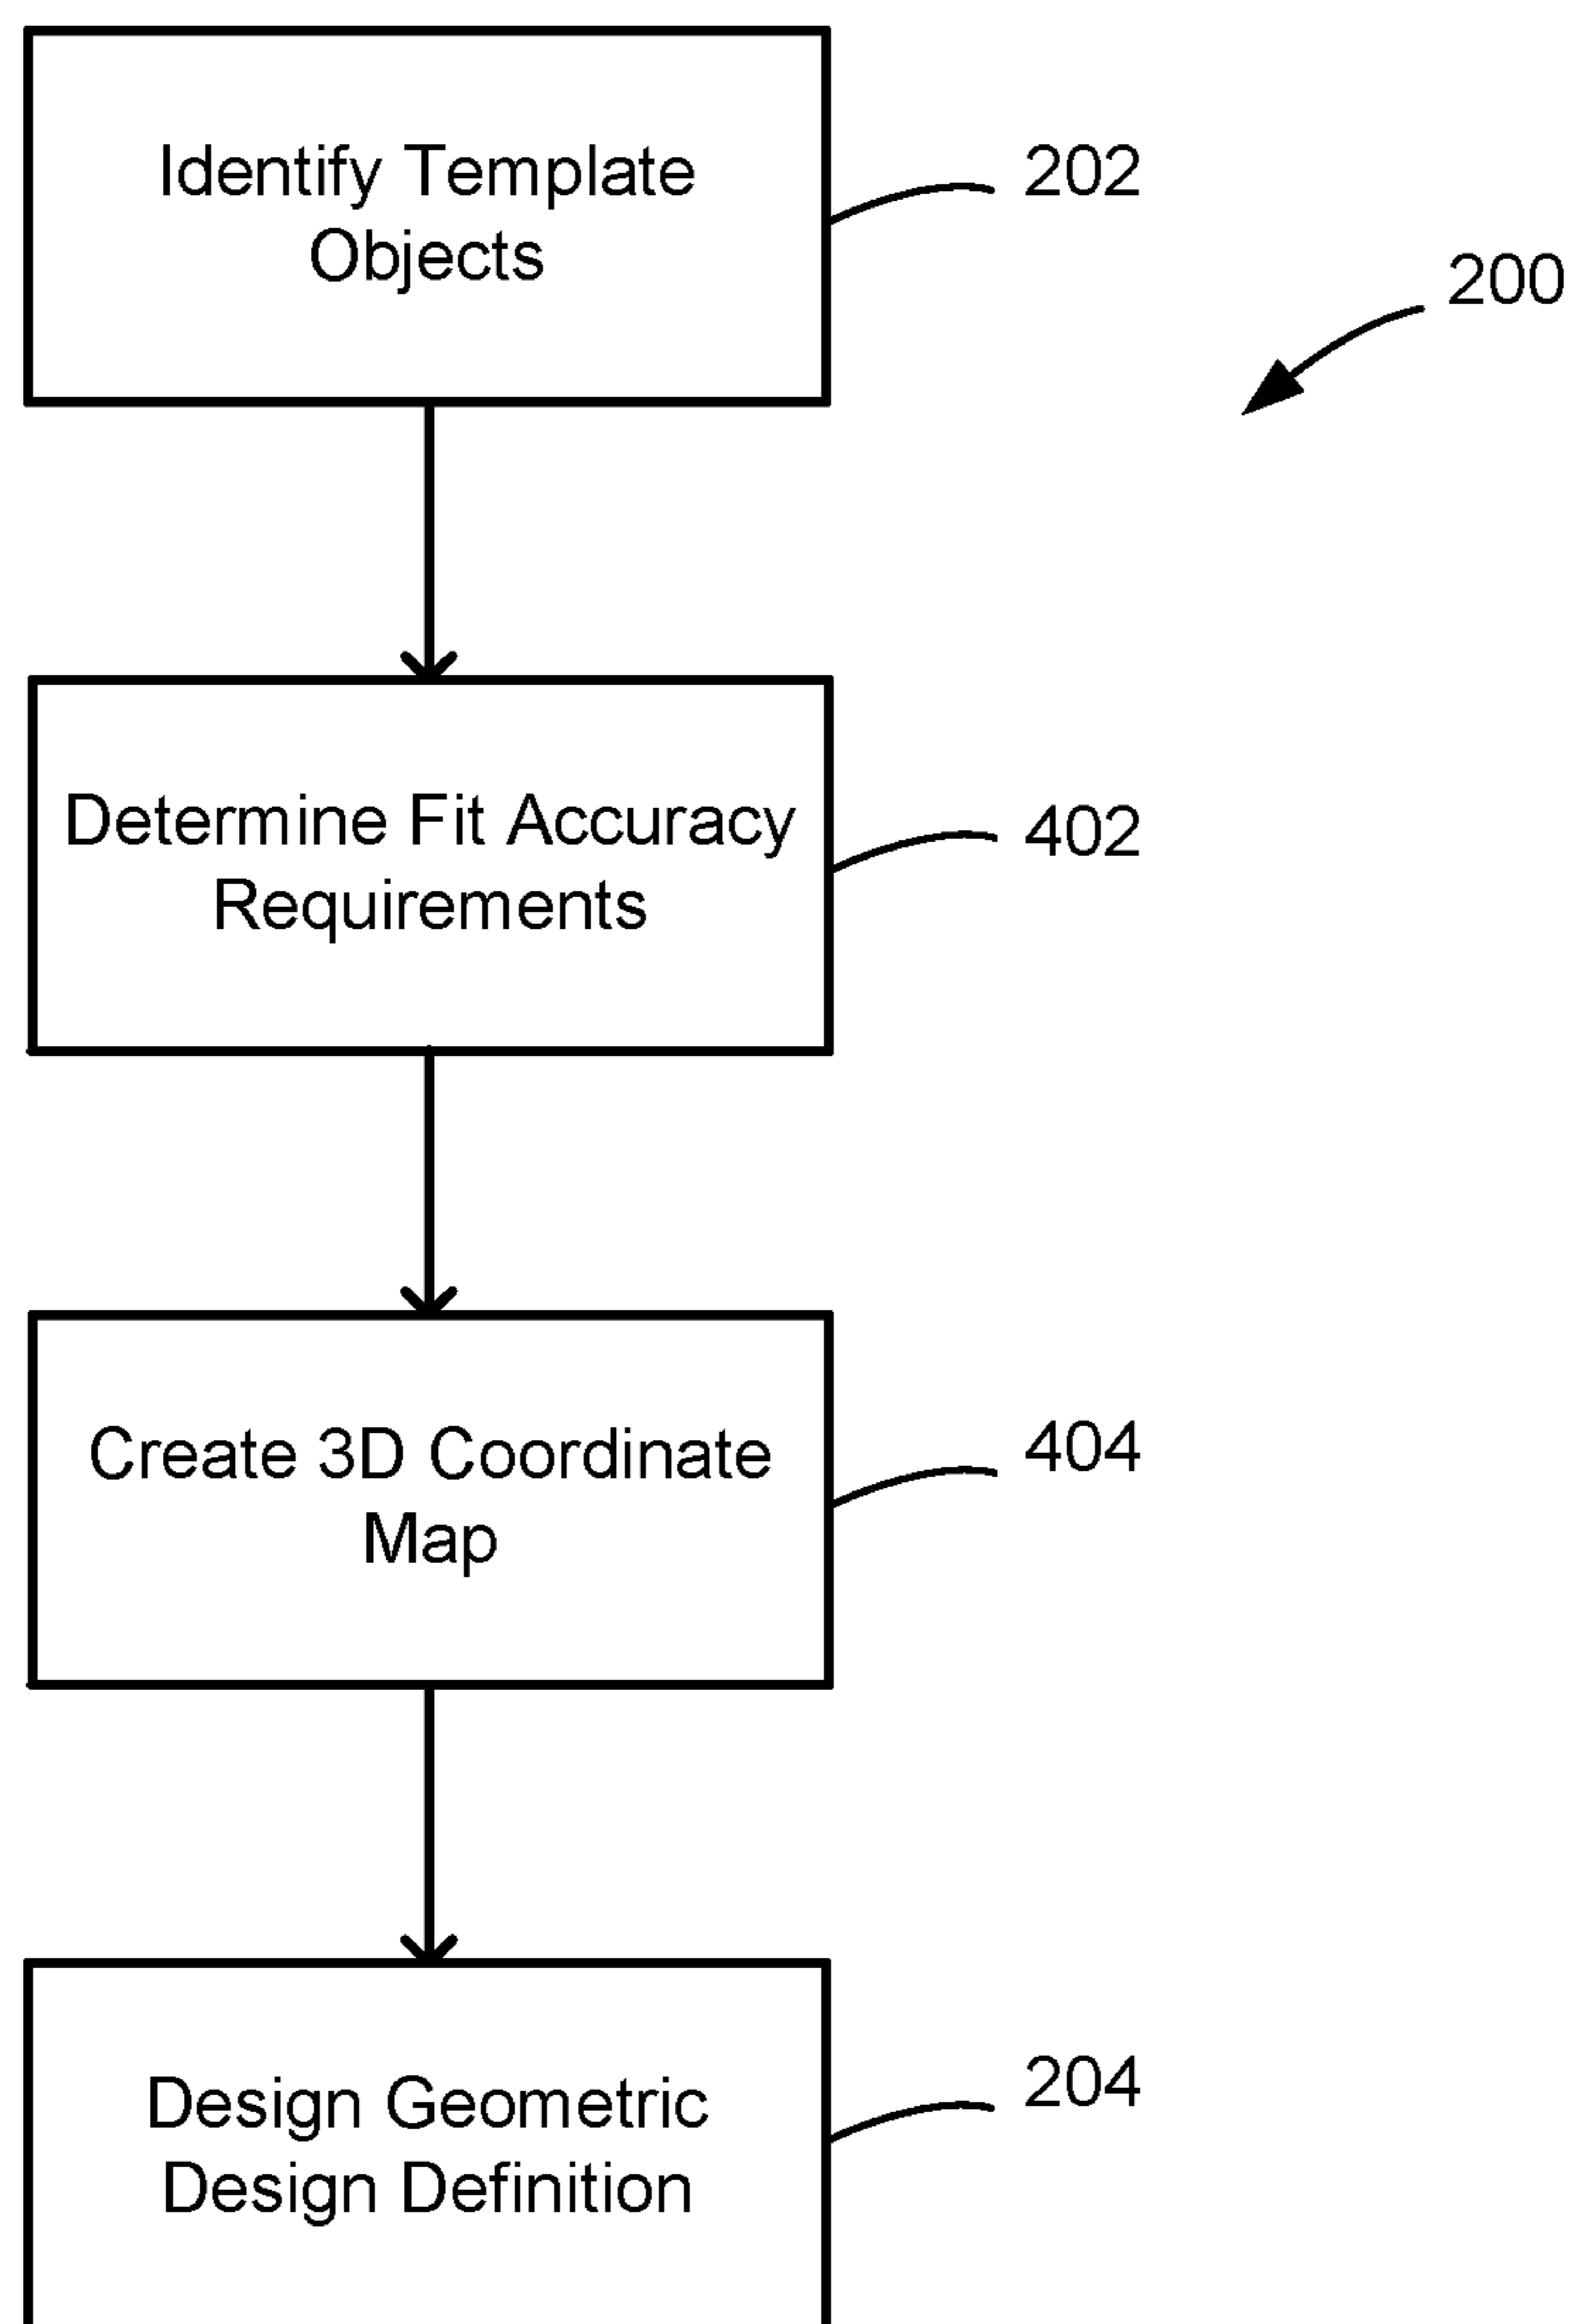 Identify Template
Objects
202
200
Determine Fit Accuracy
Requirements
402
Create 3D Coordinate
Map
404
Design Geometric
Design Definition
204